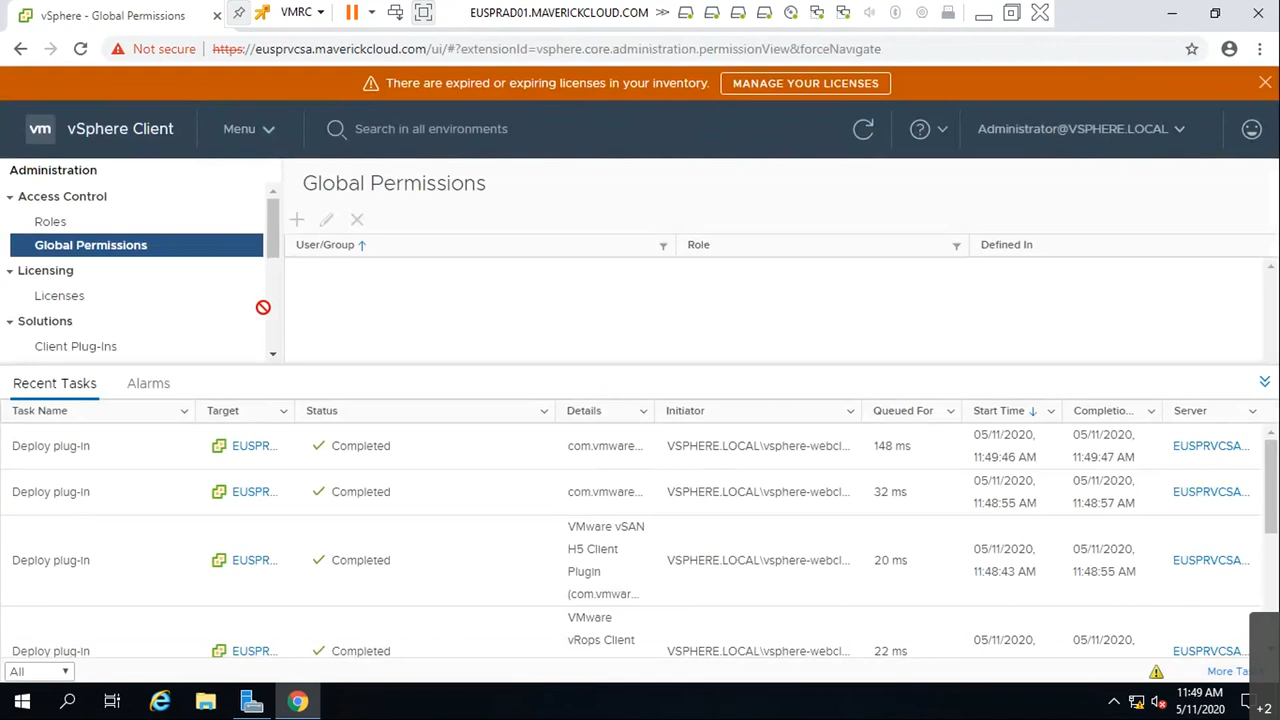 vSphere - Global Permissions
VMRC
EUSPRAD01.MAVERICKCLOUD.COM
Not secure
https://eusprvcsa.maverickcloud.com/ui/#?extensionId=vsphere.core.administration.permissionView&forceNavigate
There are expired or expiring licenses in your inventory.
MANAGE YOUR LICENSES
vm
vSphere Client
Menu
Search in all environments
Administrator@VSPHERE.LOCAL
Administration
Access Control
Roles
Global Permissions
Licensing
Licenses
Solutions
Client Plug-Ins
Global Permissions
User/Group
Role
Defined In
Recent Tasks
Alarms
Task Name
Target
Status
Details
Initiator
Queued For
Start Time
Completio...
Server
Deploy plug-in
EUSPR...
Completed
com.vmware...
VSPHERE.LOCAL\vsphere-webcl...
148 ms
05/11/2020,
11:49:46 AM
05/11/2020,
11:49:47 AM
EUSPRVCSA...
Deploy plug-in
EUSPR...
Completed
com.vmware...
VSPHERE.LOCAL\vsphere-webcl...
32 ms
05/11/2020,
11:48:55 AM
05/11/2020,
11:48:57 AM
EUSPRVCSA...
Deploy plug-in
EUSPR...
Completed
VMware vSAN
H5 Client
Plugin
(com.vmwar...
VSPHERE.LOCAL\vsphere-webcl...
20 ms
05/11/2020,
11:48:43 AM
05/11/2020,
11:48:55 AM
EUSPRVCSA...
Deploy plug-in
EUSPR...
Completed
VMware
vRops Client
VSPHERE.LOCAL\vsphere-webcl...
22 ms
05/11/2020,
05/11/2020,
EUSPRVCSA...
All
More
11:49 AM
5/11/2020
+2